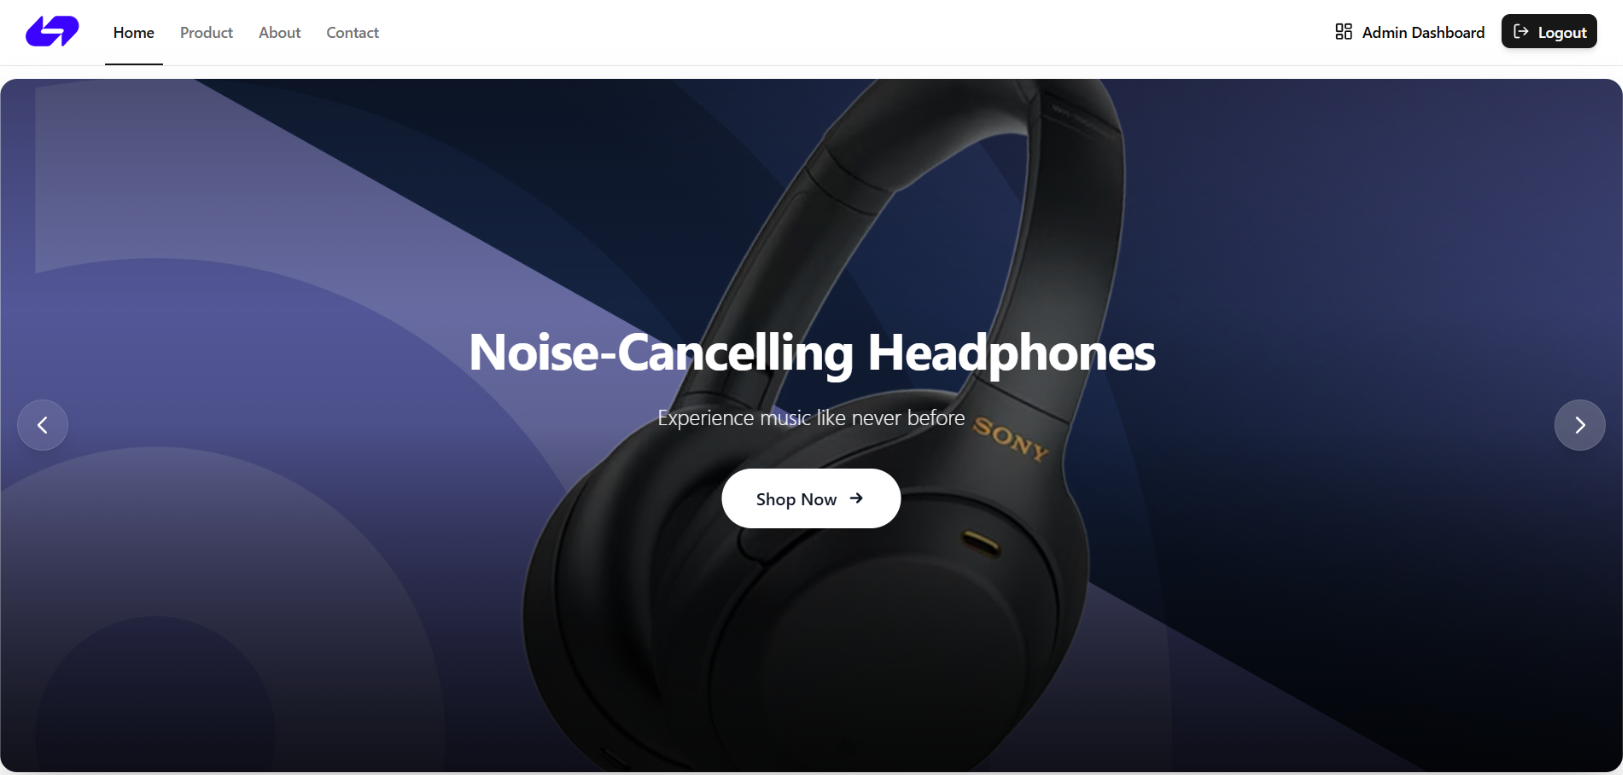 Home Product About Contact Admin Dashboard Logout
Noise-Cancelling Headphones
Experience music like never before
SONY
Shop Now